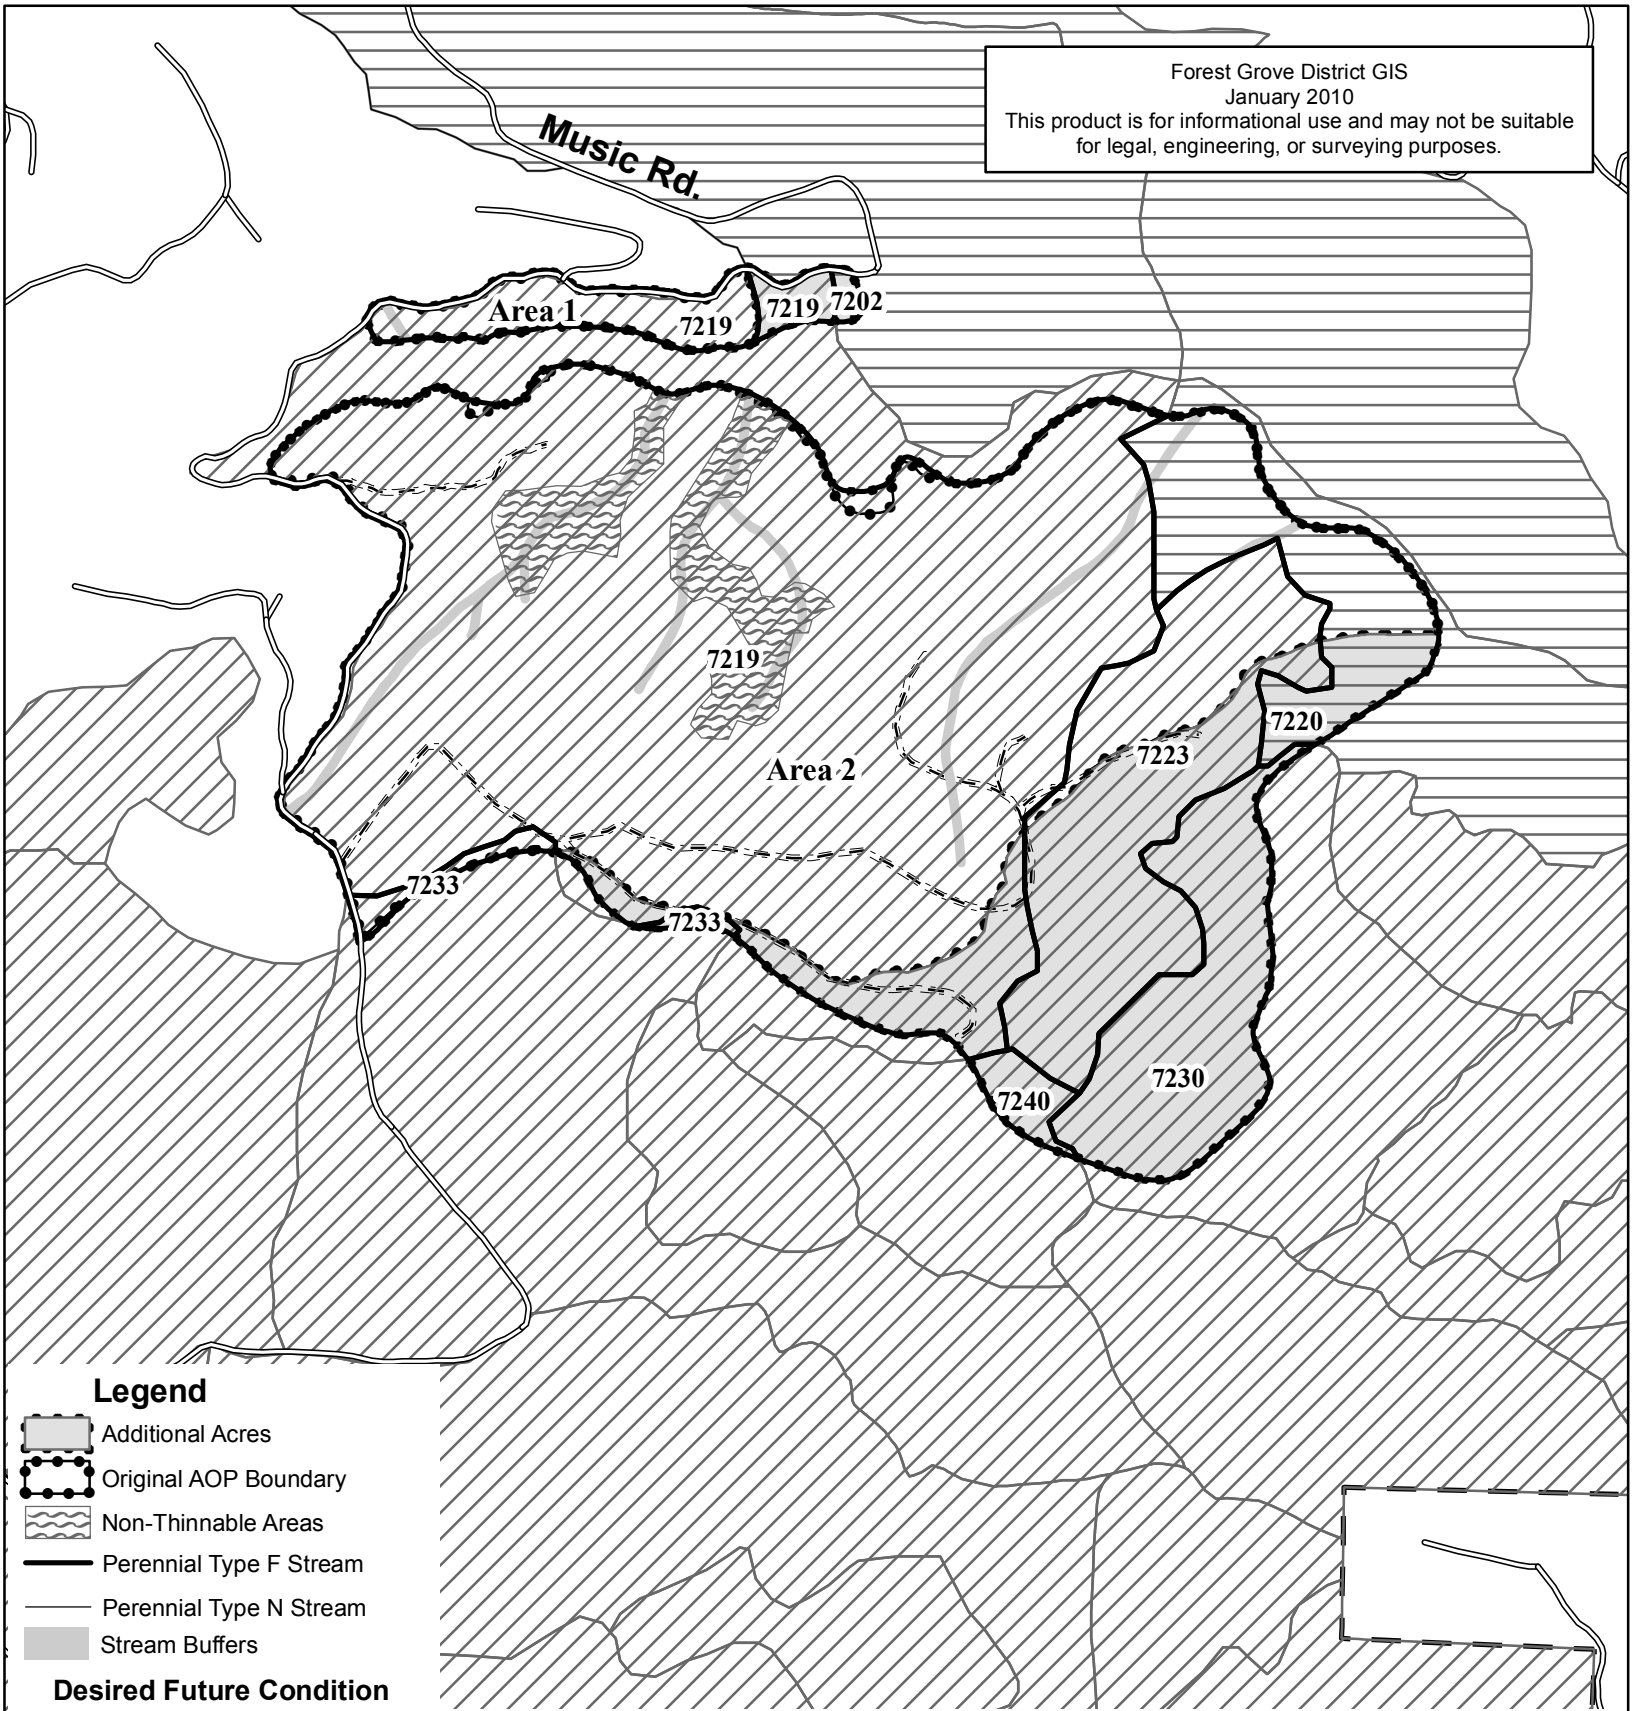 Forest Grove District GIS
January 2010
This product is for informational use and may not be suitable
for legal, engineering, or surveying purposes.
Music Rd.
Area 1
7219
7219
7202
7219
Area 2
7220
7223
7233
7233
7240
7230
Legend
Additional Acres
Original AOP Boundary
Non-Thinnable Areas
Perennial Type F Stream
Perennial Type N Stream
Stream Buffers
Desired Future Condition